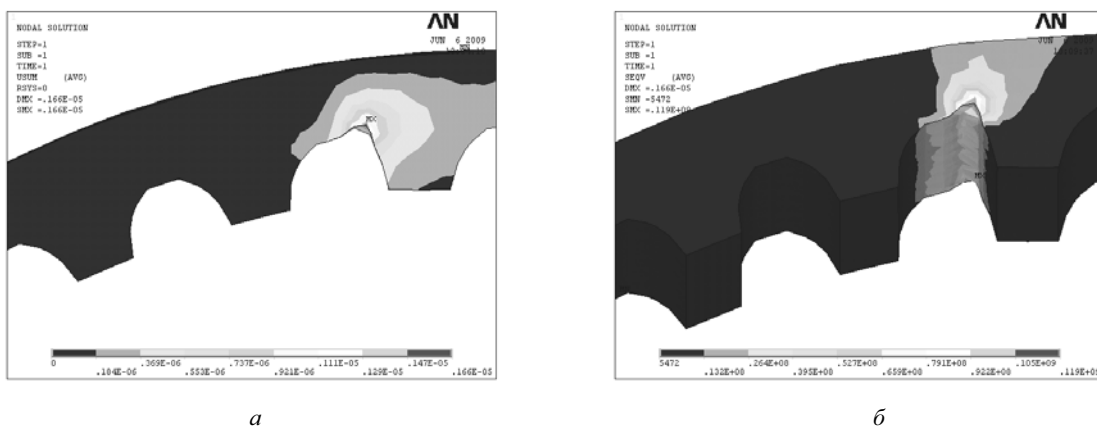 NODAL SOLUTION
STEP=1
SUB =1
TIME=1
USUM (AVG)
RSYS=0
DMX =.166E-05
SMX =.166E-05
AN
JUN 6 2009
MX
0
.369E-06
.737E-06
.111E-05
.147E-05
.184E-06
.553E-06
.921E-06
.129E-05
.166E-05
а
NODAL SOLUTION
STEP=1
SUB =1
TIME=1
SEQV (AVG)
DMX =.166E-05
SMN =5472
SMX =.119E+09
AN
JUN
MX
5472
.264E+08
.527E+08
.791E+08
.105E+09
.132E+08
.395E+08
.659E+08
.922E+08
.119E+09
б